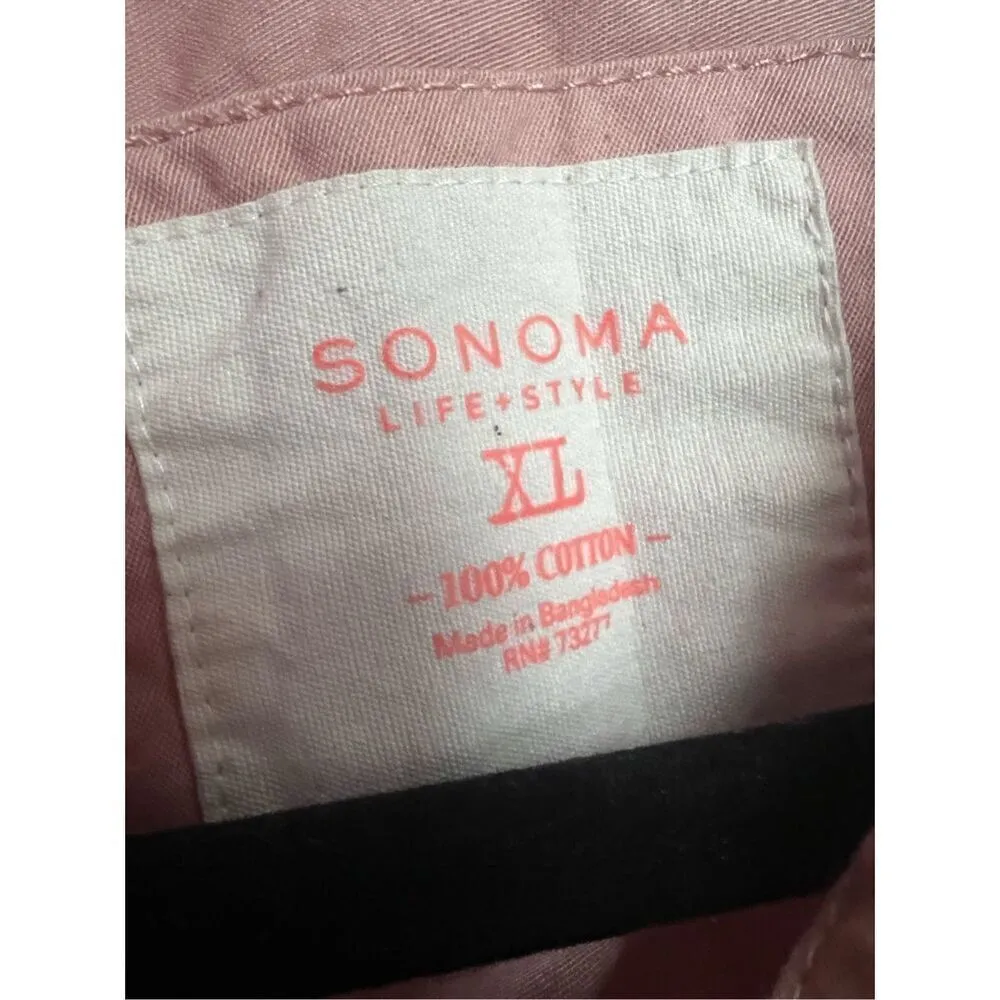 SONOMA
LIFE+STYLE
XL
- 100% COTTON -
Made in Bangladesh
RN# 73277